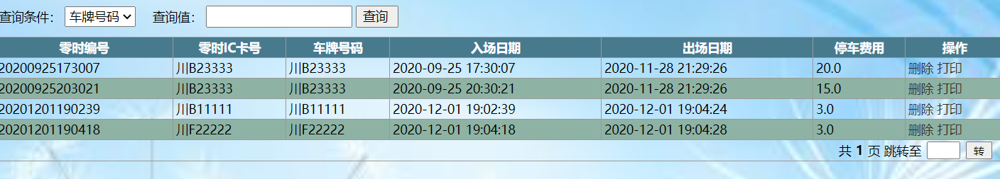 查询条件: 车牌号码 查询值: 查询
零时编号 零时IC卡号 车牌号码 入场日期 出场日期 停车费用 操作
20200925173007 川B23333 川B23333 2020-09-25 17:30:07 2020-11-28 21:29:26 20.0 删除 打印
20200925203021 川B23333 川B23333 2020-09-25 20:30:21 2020-11-28 21:29:26 15.0 删除 打印
20201201190239 川B11111 川B11111 2020-12-01 19:02:39 2020-12-01 19:04:24 3.0 删除 打印
20201201190418 川F22222 川F22222 2020-12-01 19:04:18 2020-12-01 19:04:28 3.0 删除 打印
共 1 页 跳转至 转